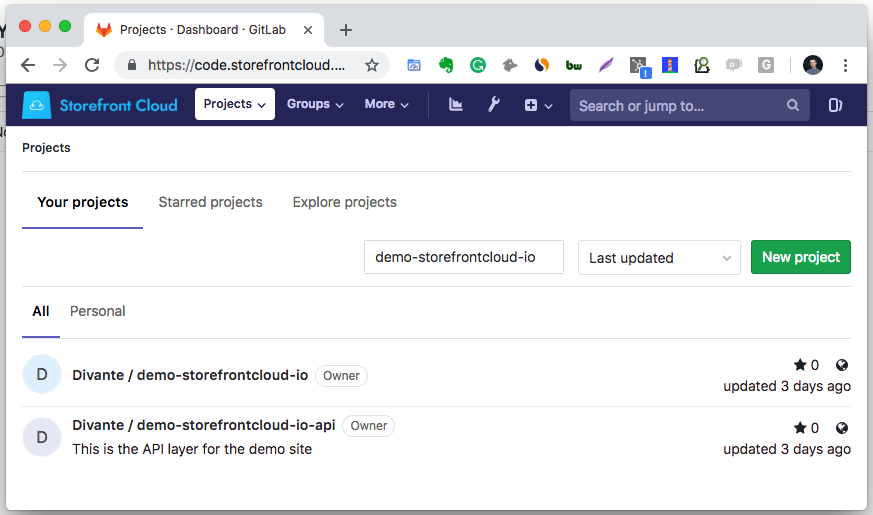 Projects · Dashboard · GitLab
https://code.storefrontcloud....
Storefront Cloud Projects Groups More Search or jump to...
Projects
Your projects Starred projects Explore projects
demo-storefrontcloud-io Last updated New project
All Personal
D Divante / demo-storefrontcloud-io Owner 0
updated 3 days ago
Divante / demo-storefrontcloud-io-api Owner 0
D
This is the API layer for the demo site updated 3 days ago